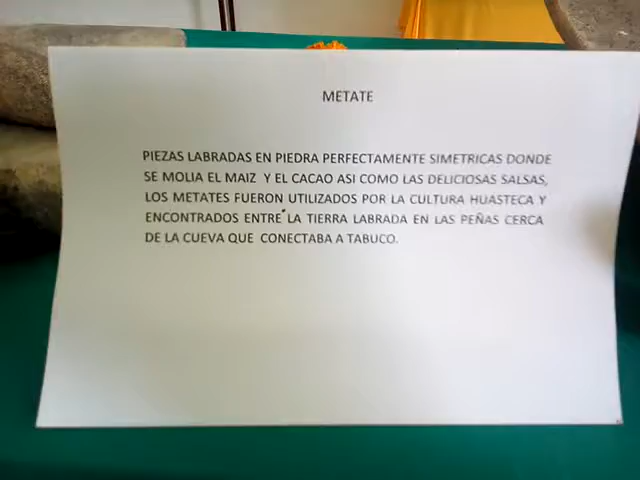 METATE
PIEZAS LABRADAS EN PIEDRA PERFECTAMENTE SIMETRICAS DONDE
SE MOLIA EL MAIZ Y EL CACAO ASI COMO LAS DELICIOSAS SALSAS,
LOS METATES FUERON UTILIZADOS POR LA CULTURA HUASTECA Y
ENCONTRADOS ENTRE LA TIERRA LABRADA EN LAS PEÑAS CERCA
DE LA CUEVA QUE CONECTABA A TABUCO.